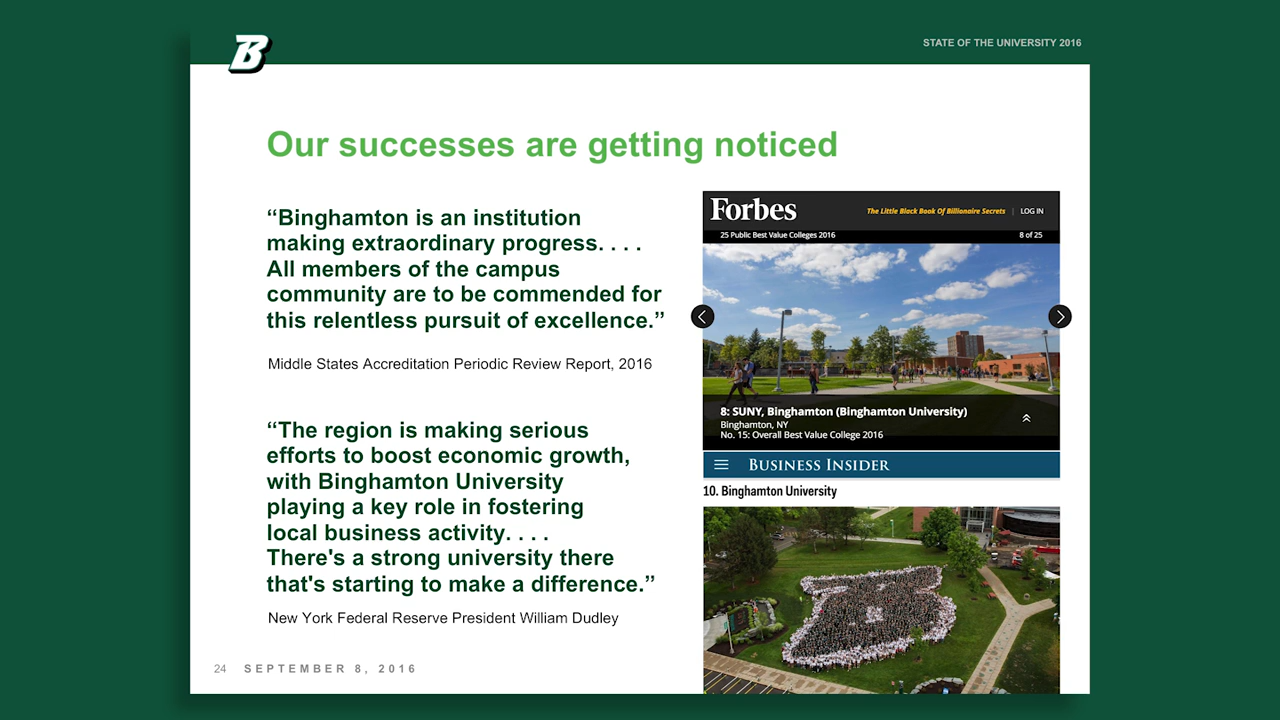 B
STATE OF THE UNIVERSITY 2016
Our successes are getting noticed
“Binghamton is an institution
making extraordinary progress. . . .
All members of the campus
community are to be commended for
this relentless pursuit of excellence.”
Middle States Accreditation Periodic Review Report, 2016
“The region is making serious
efforts to boost economic growth,
with Binghamton University
playing a key role in fostering
local business activity. . . .
There's a strong university there
that's starting to make a difference.”
New York Federal Reserve President William Dudley
Forbes
The Little Black Book Of Billionaire Secrets | LOG IN
25 Public Best Value Colleges 2016 8 of 25
8: SUNY, Binghamton (Binghamton University)
Binghamton, NY
No. 15: Overall Best Value College 2016
BUSINESS INSIDER
10. Binghamton University
24 SEPTEMBER 8, 2016